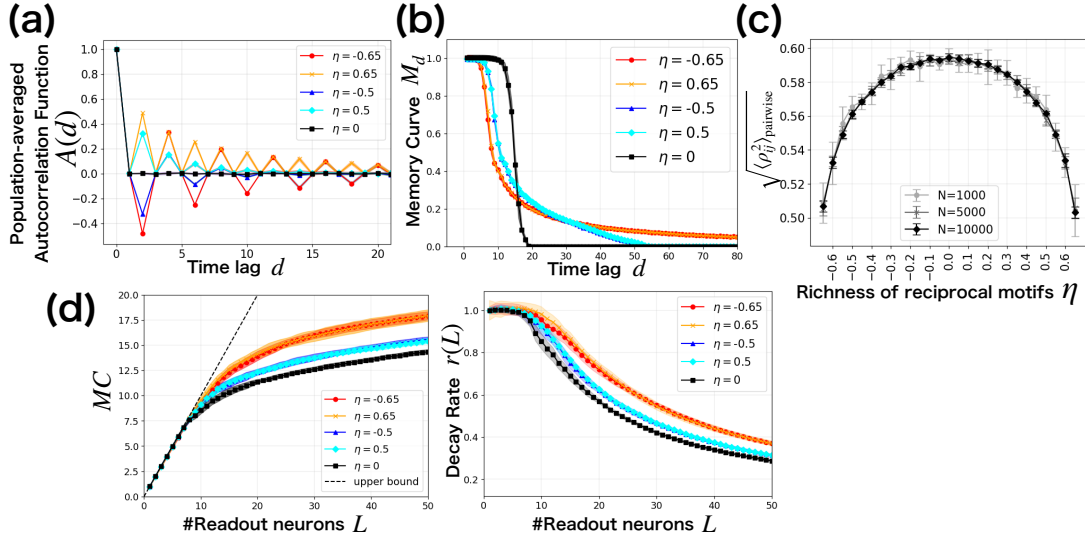 (a)
Population-averaged
Autocorrelation Function
A(d)
1.0
0.8
0.6
0.4
0.2
0.0
−0.2
−0.4
0
5
10
15
20
Time lag d
η = -0.65
η = 0.65
η = -0.5
η = 0.5
η = 0
(b)
Memory Curve M_d
1.0
0.8
0.6
0.4
0.2
0.0
0 10 20 30 40 50 60 70 80
Time lag d
η = -0.65
η = 0.65
η = -0.5
η = 0.5
η = 0
(c)
√⟨ρ_ij^2⟩_pairwise
0.60
0.58
0.56
0.54
0.52
0.50
N=1000
N=5000
N=10000
−0.6 −0.5 −0.4 −0.3 −0.2 −0.1 0.0 0.1 0.2 0.3 0.4 0.5 0.6
Richness of reciprocal motifs η
(d)
MC
20.0
17.5
15.0
12.5
10.0
7.5
5.0
2.5
0.0
0 10 20 30 40 50
#Readout neurons L
η = -0.65
η = 0.65
η = -0.5
η = 0.5
η = 0
upper bound
Decay Rate r(L)
1.0
0.8
0.6
0.4
0.2
0 10 20 30 40 50
#Readout neurons L
η = -0.65
η = 0.65
η = -0.5
η = 0.5
η = 0